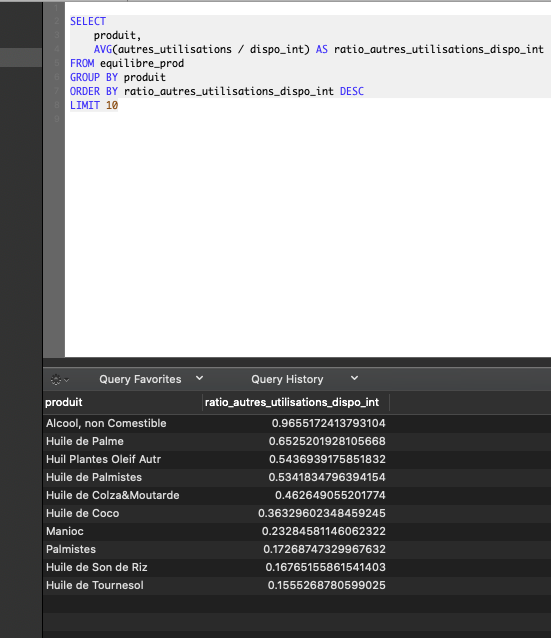 SELECT
produit,
AVG(autres_utilisations / dispo_int) AS ratio_autres_utilisations_dispo_int
FROM equilibre_prod
GROUP BY produit
ORDER BY ratio_autres_utilisations_dispo_int DESC
LIMIT 10
Query Favorites Query History
produit ratio_autres_utilisations_dispo_int
Alcool, non Comestible 0.9655172413793104
Huile de Palme 0.6525201928105668
Huil Plantes Oleif Autr 0.5436939175851832
Huile de Palmistes 0.5341834796394154
Huile de Colza&Moutarde 0.462649055201774
Huile de Coco 0.36329602348459245
Manioc 0.23284581146062322
Palmistes 0.17268747329967632
Huile de Son de Riz 0.16765155861541403
Huile de Tournesol 0.1555268780599025